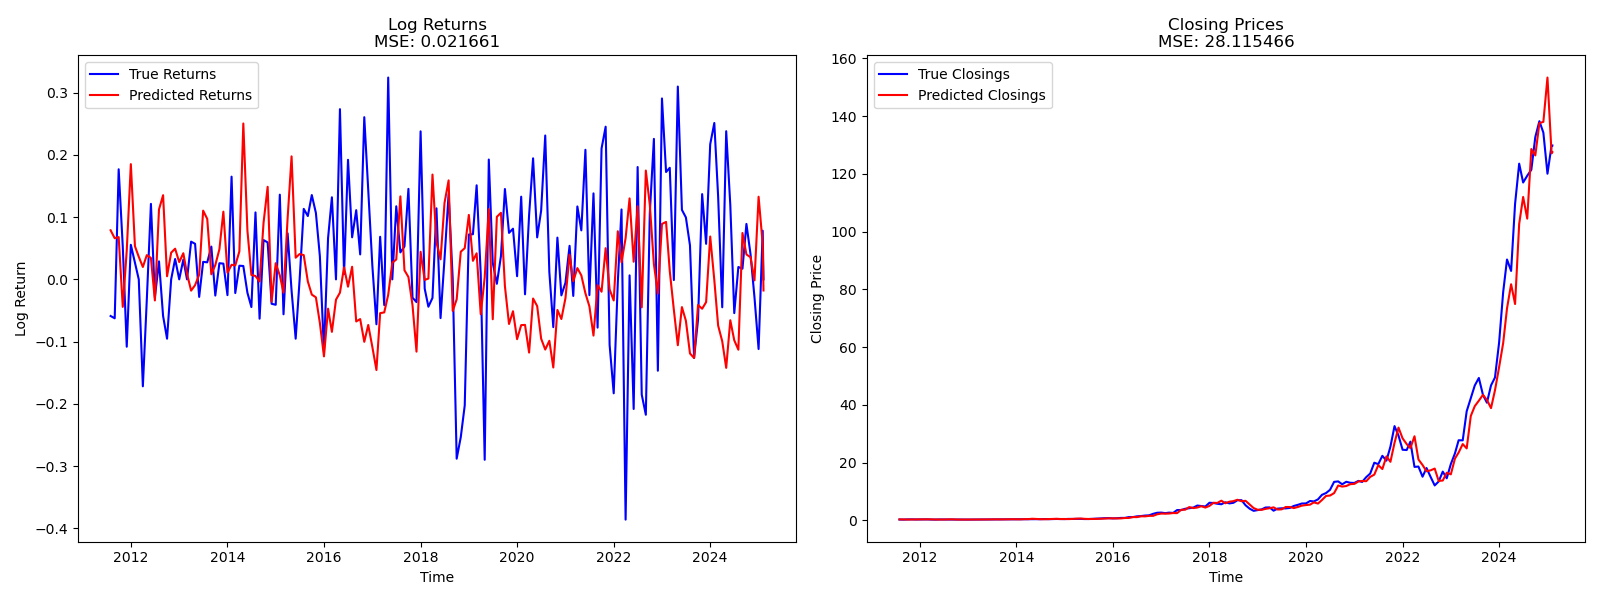 Log Returns
MSE: 0.021661
True Returns
Predicted Returns
Log Return
0.3
0.2
0.1
0.0
−0.1
−0.2
−0.3
−0.4
2012 2014 2016 2018 2020 2022 2024
Time
Closing Prices
MSE: 28.115466
True Closings
Predicted Closings
Closing Price
160
140
120
100
80
60
40
20
0
2012 2014 2016 2018 2020 2022 2024
Time